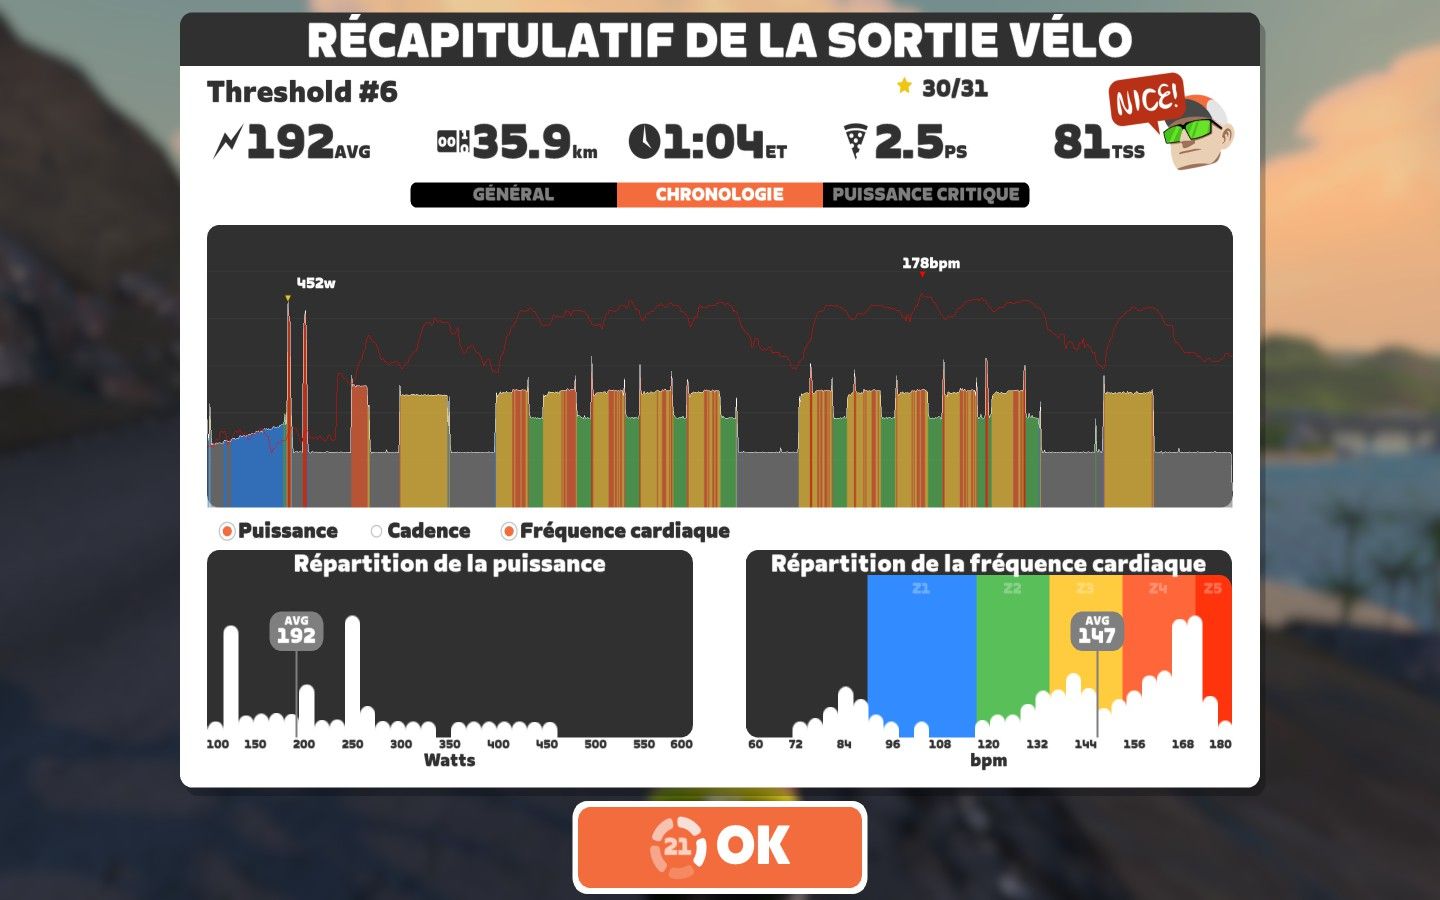 RÉCAPITULATIF DE LA SORTIE VÉLO
Threshold #6
30/31
NICE!
192AVG
35.9km
1:04ET
2.5PS
81TSS
GÉNÉRAL
CHRONOLOGIE
PUISSANCE CRITIQUE
452w
178bpm
Puissance
Cadence
Fréquence cardiaque
Répartition de la puissance
AVG
192
100 150 200 250 300 350 400 450 500 550 600
Watts
Répartition de la fréquence cardiaque
Z1 Z2 Z3 Z4 Z5
AVG
147
60 72 84 96 108 120 132 144 156 168 180
bpm
21 OK